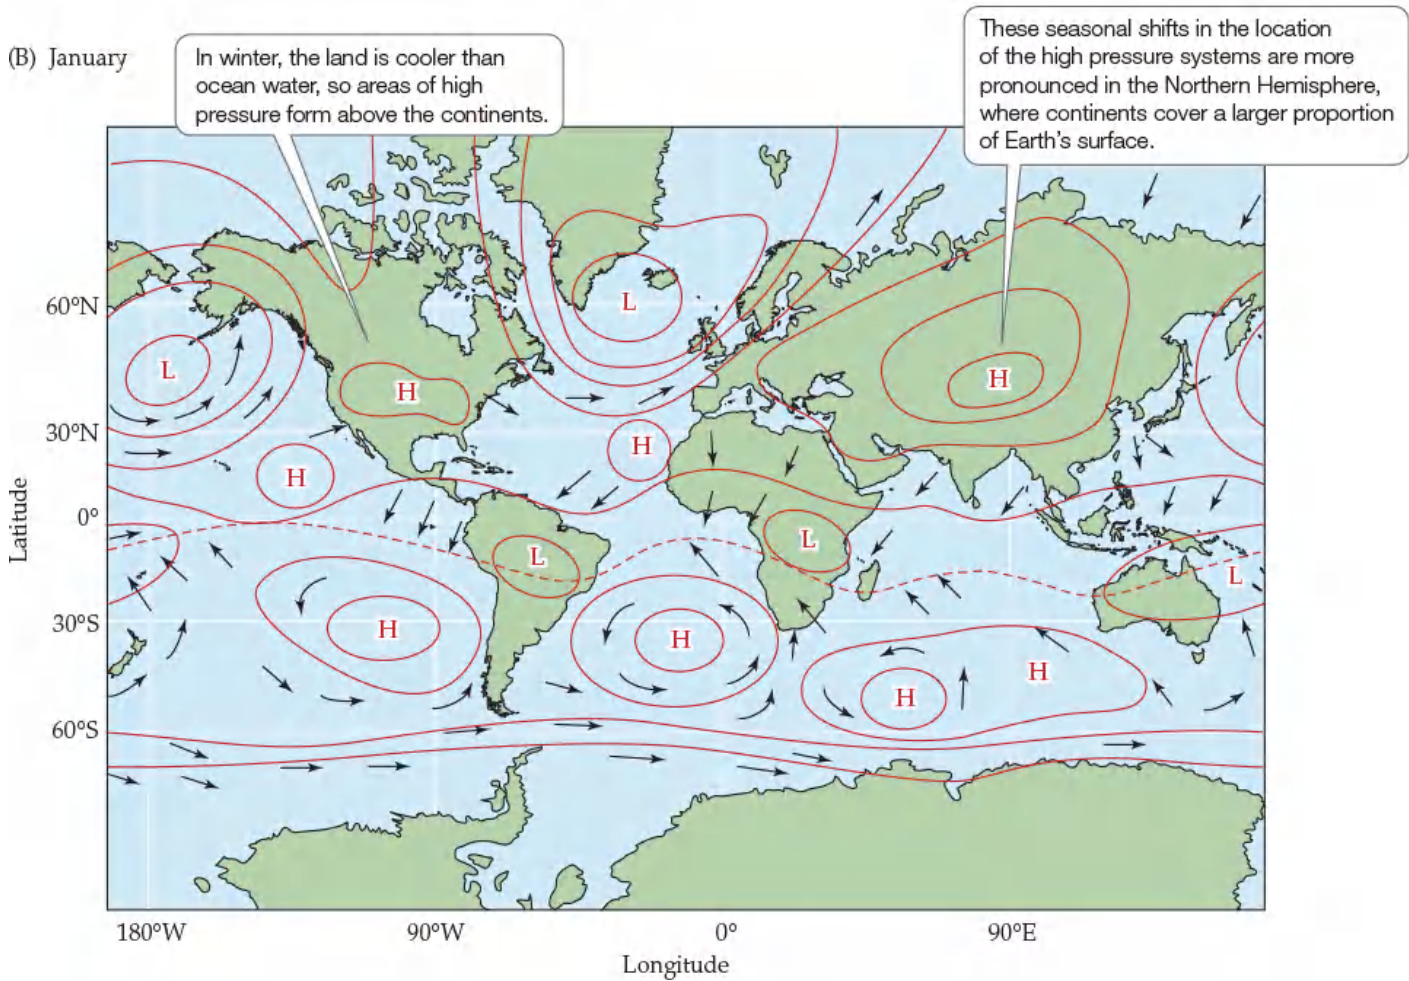 (B) January
In winter, the land is cooler than
ocean water, so areas of high
pressure form above the continents.
These seasonal shifts in the location
of the high pressure systems are more
pronounced in the Northern Hemisphere,
where continents cover a larger proportion
of Earth's surface.
60°N
30°N
0°
30°S
60°S
Latitude
L
L
H
H
H
H
H
L
L
L
H
H
H
H
180°W
90°W
0°
90°E
Longitude